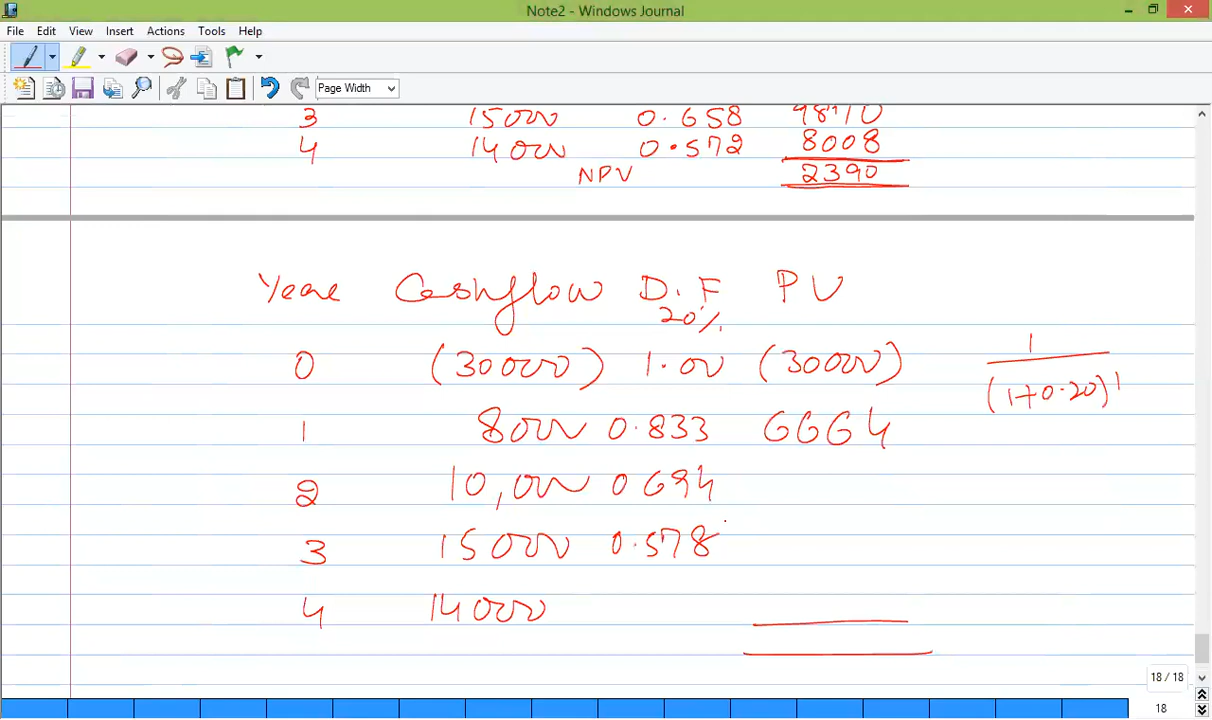 Note2 - Windows Journal
File Edit View Insert Actions Tools Help
Page Width
3 15000 0.658 9870
4 14000 0.572 8008
NPV 2390
Year Cashflow D.F PV
20%
0 (30000) 1.00 (30000)
1
(1+0.20)1
1 8000 0.833 6664
2 10,000 0.694
3 15000 0.578
4 14000
18 / 18
18